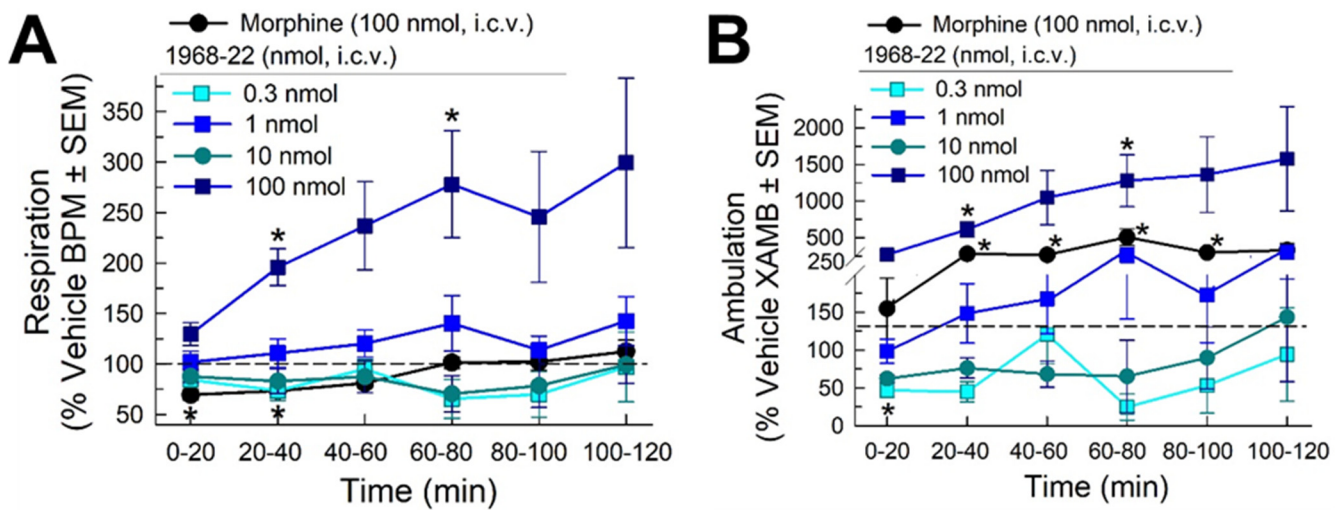 A
Morphine (100 nmol, i.c.v.)
1968-22 (nmol, i.c.v.)
0.3 nmol
1 nmol
10 nmol
100 nmol
Respiration
(% Vehicle BPM ± SEM)
350
300
250
200
150
100
50
*
*
*
*
0-20
20-40
40-60
60-80
80-100
100-120
Time (min)
B
Morphine (100 nmol, i.c.v.)
1968-22 (nmol, i.c.v.)
0.3 nmol
1 nmol
10 nmol
100 nmol
Ambulation
(% Vehicle XAMB ± SEM)
2000
1500
1000
500
250
150
100
50
0
*
*
*
*
*
*
*
0-20
20-40
40-60
60-80
80-100
100-120
Time (min)